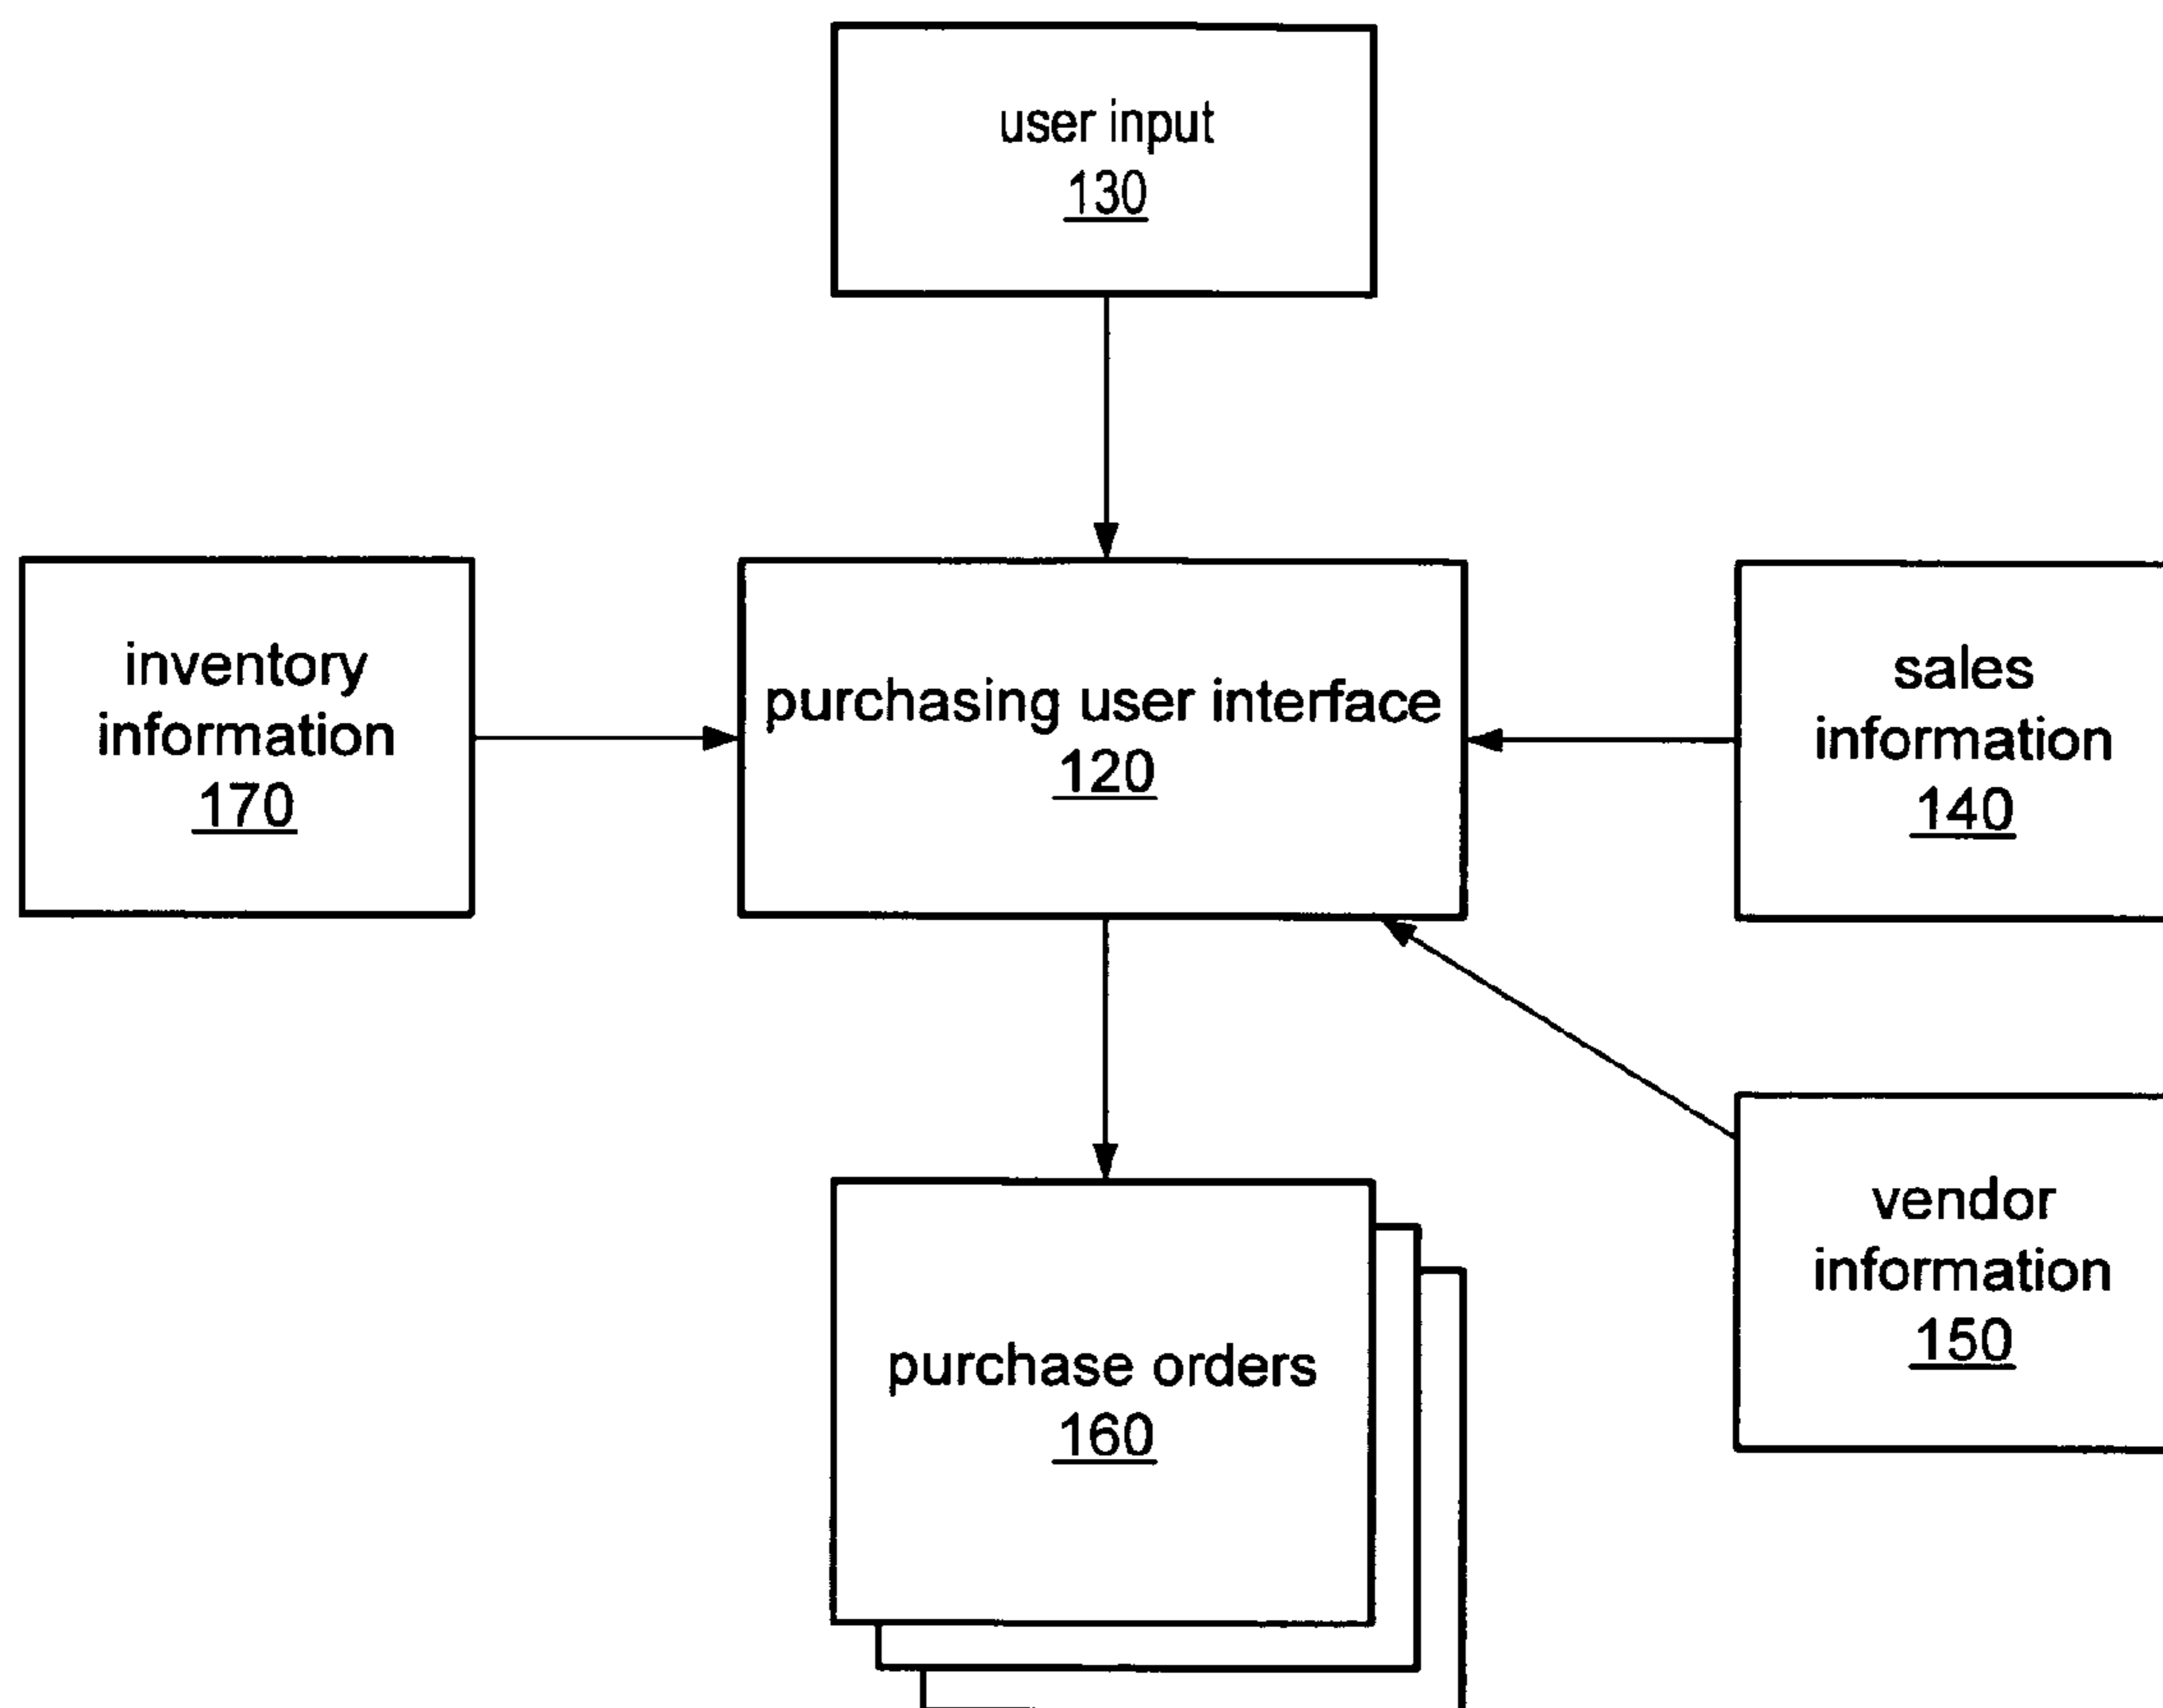 user input
130
inventory
information
170
purchasing user interface
120
sales
information
140
vendor
information
150
purchase orders
160